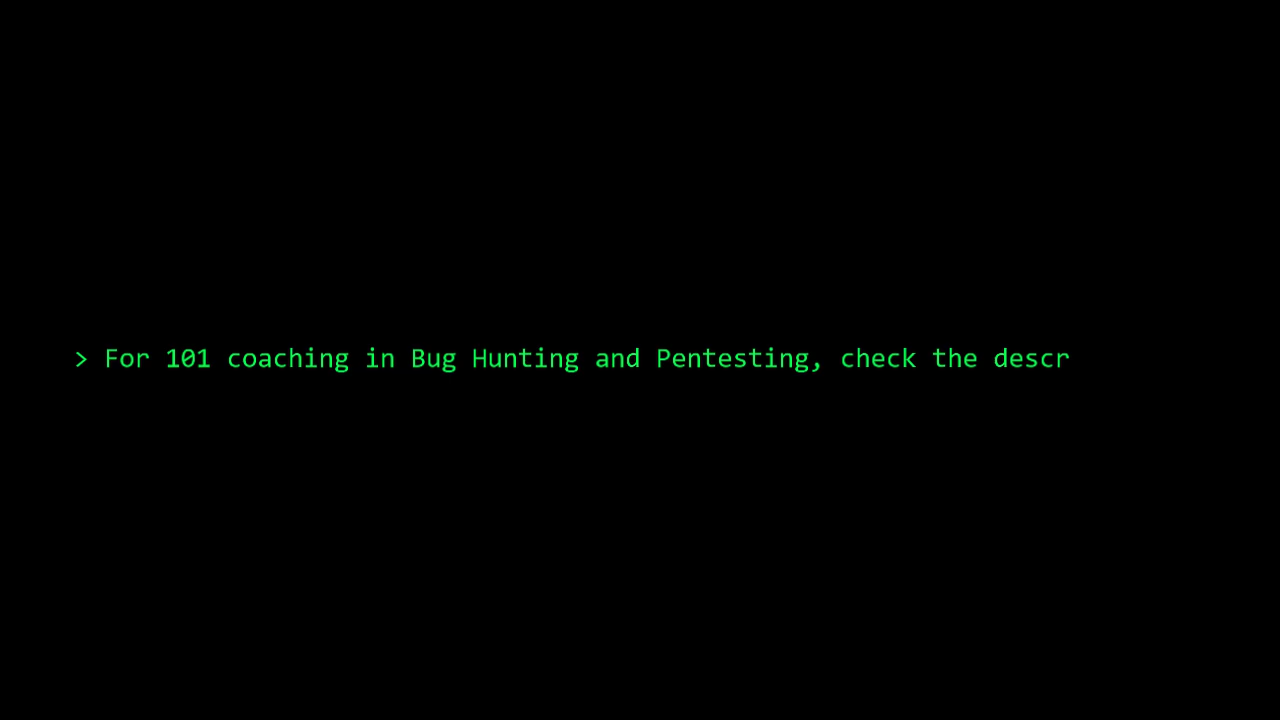 > For 101 coaching in Bug Hunting and Pentesting, check the descr